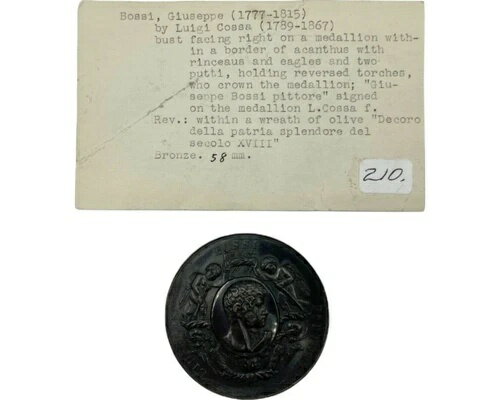 Bossi, Giuseppe (1777-1815)
by Luigi Cossa (1789-1867)
bust facing right on a medallion with-
in a border of acanthus with
rinceaus and eagles and two
putti, holding reversed torches,
who crown the medallion; "Giu-
seppe Bossi pittore" signed
on the medallion L.Cossa f.
Rev.: within a wreath of olive "Decoro
della patria splendore del
secolo XVIII"
Bronze. 58 mm.
210.